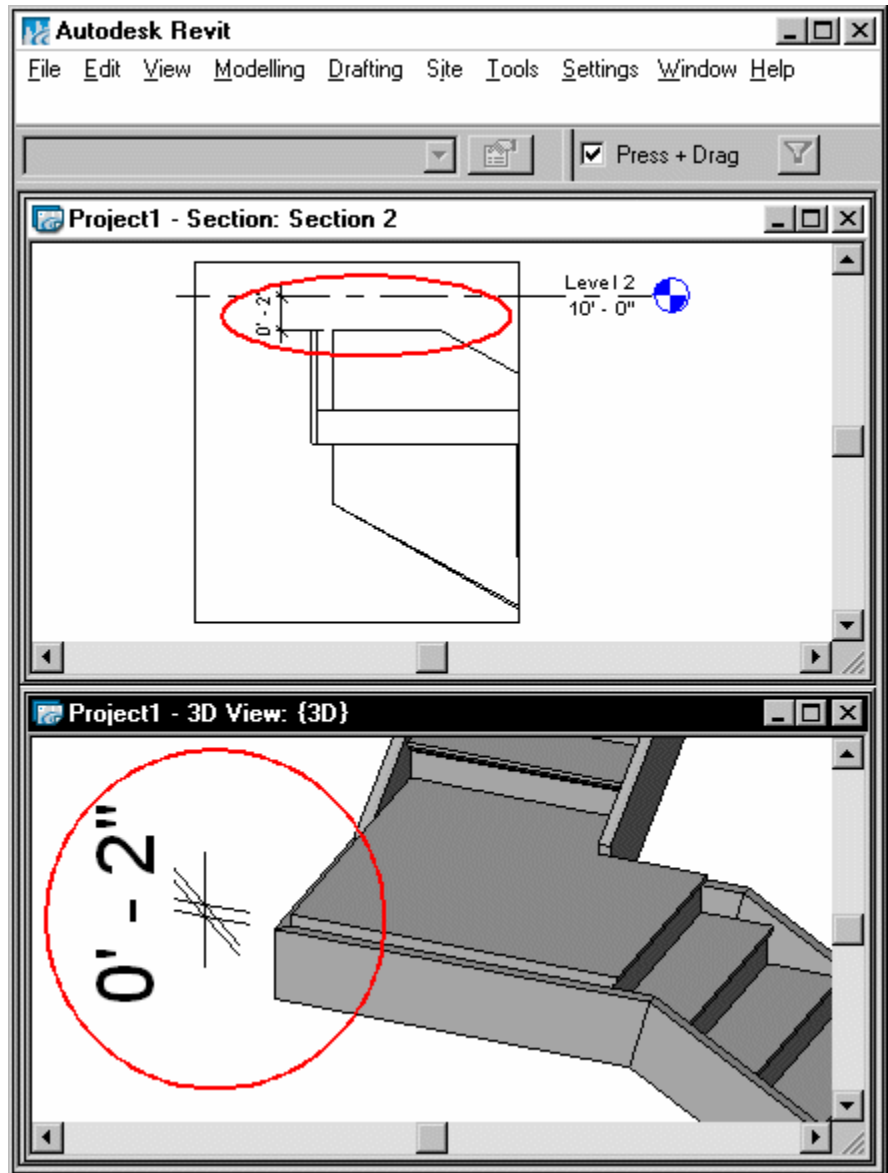 Autodesk Revit
File Edit View Modelling Drafting Site Tools Settings Window Help
Press + Drag
Project1 - Section: Section 2
Level 2
10' - 0"
0' - 2"
Project1 - 3D View: {3D}
0' - 2"